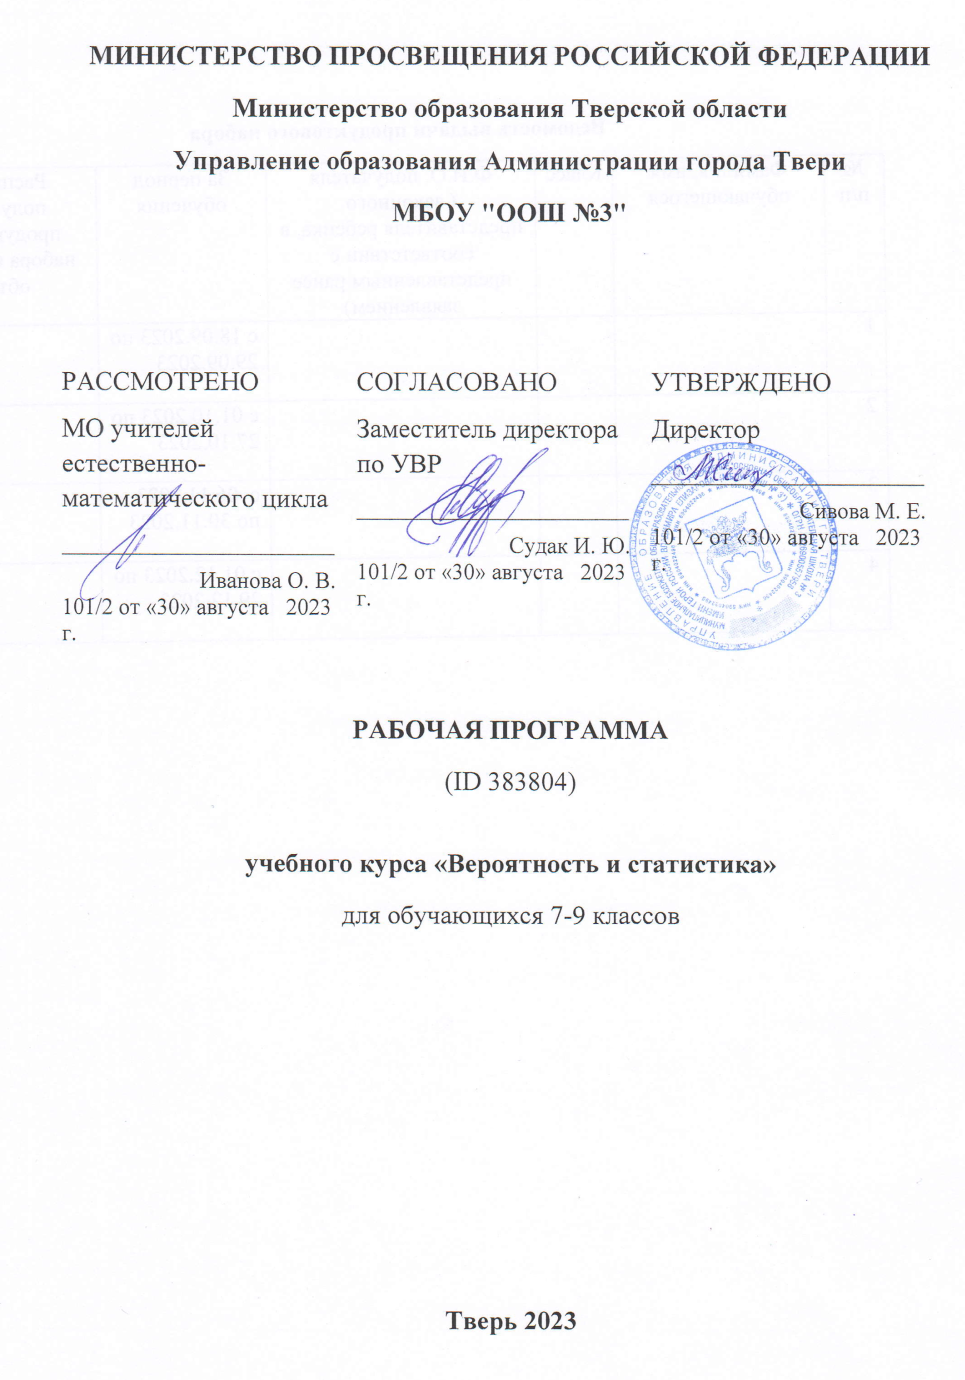 МИНИСТЕРСТВО ПРОСВЕЩЕНИЯ РОССИЙСКОЙ ФЕДЕРАЦИИ
Министерство образования Тверской области
Управление образования Администрации города Твери
МБОУ "ООШ №3"
РАССМОТРЕНО
МО учителей
естественно-
математического цикла
Иванова О. В.
101/2 от «30» августа 2023
г.
СОГЛАСОВАНО
Заместитель директора
по УВР
Судак И. Ю.
101/2 от «30» августа 2023
г.
УТВЕРЖДЕНО
Директор
Сивова М. Е.
101/2 от «30» августа 2023
г.
РАБОЧАЯ ПРОГРАММА
(ID 383804)
учебного курса «Вероятность и статистика»
для обучающихся 7-9 классов
Тверь 2023